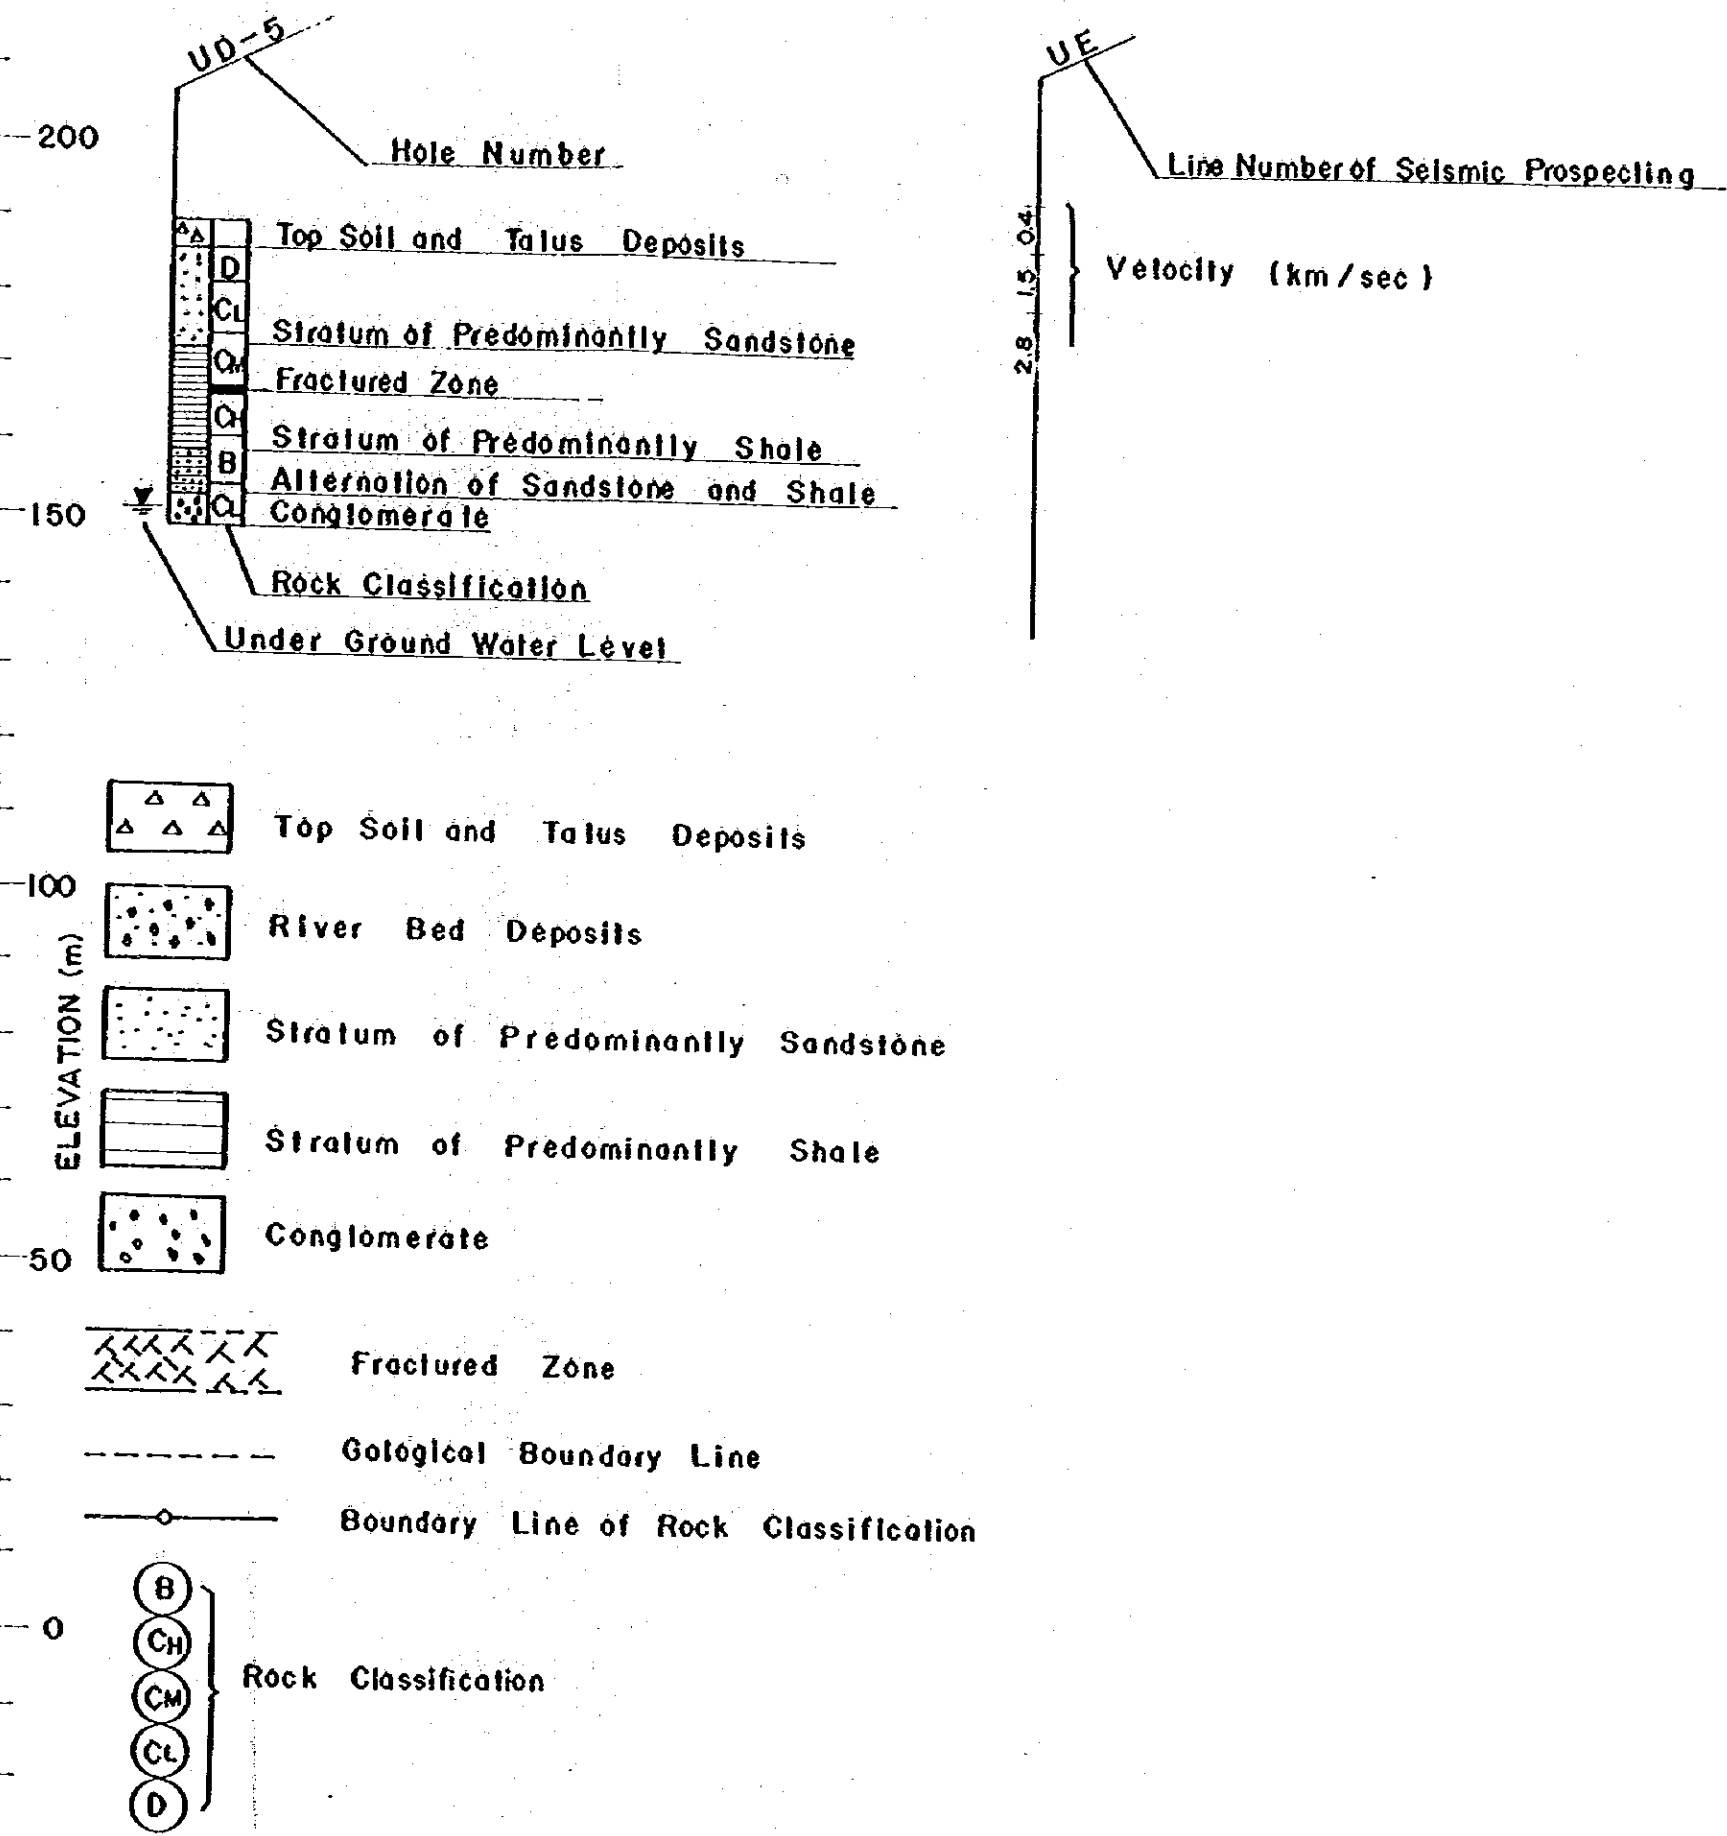 UD-5
UE
200
Hole Number
Line Number of Seismic Prospecting
Top Soil and Talus Deposits
D
CL
Stratum of Predominantly Sandstone
CM
Fractured Zone
CH
Stratum of Predominantly Shale
B
Alternation of Sandstone and Shale
CL
Conglomerate
150
Rock Classification
Under Ground Water Level
0.4
1.5
2.8
Velocity (km/sec)
Top Soil and Talus Deposits
100
River Bed Deposits
ELEVATION (m)
Stratum of Predominantly Sandstone
Stratum of Predominantly Shale
Conglomerate
50
Fractured Zone
Gological Boundary Line
Boundary Line of Rock Classification
B
0
CH
Rock Classification
CM
CL
D